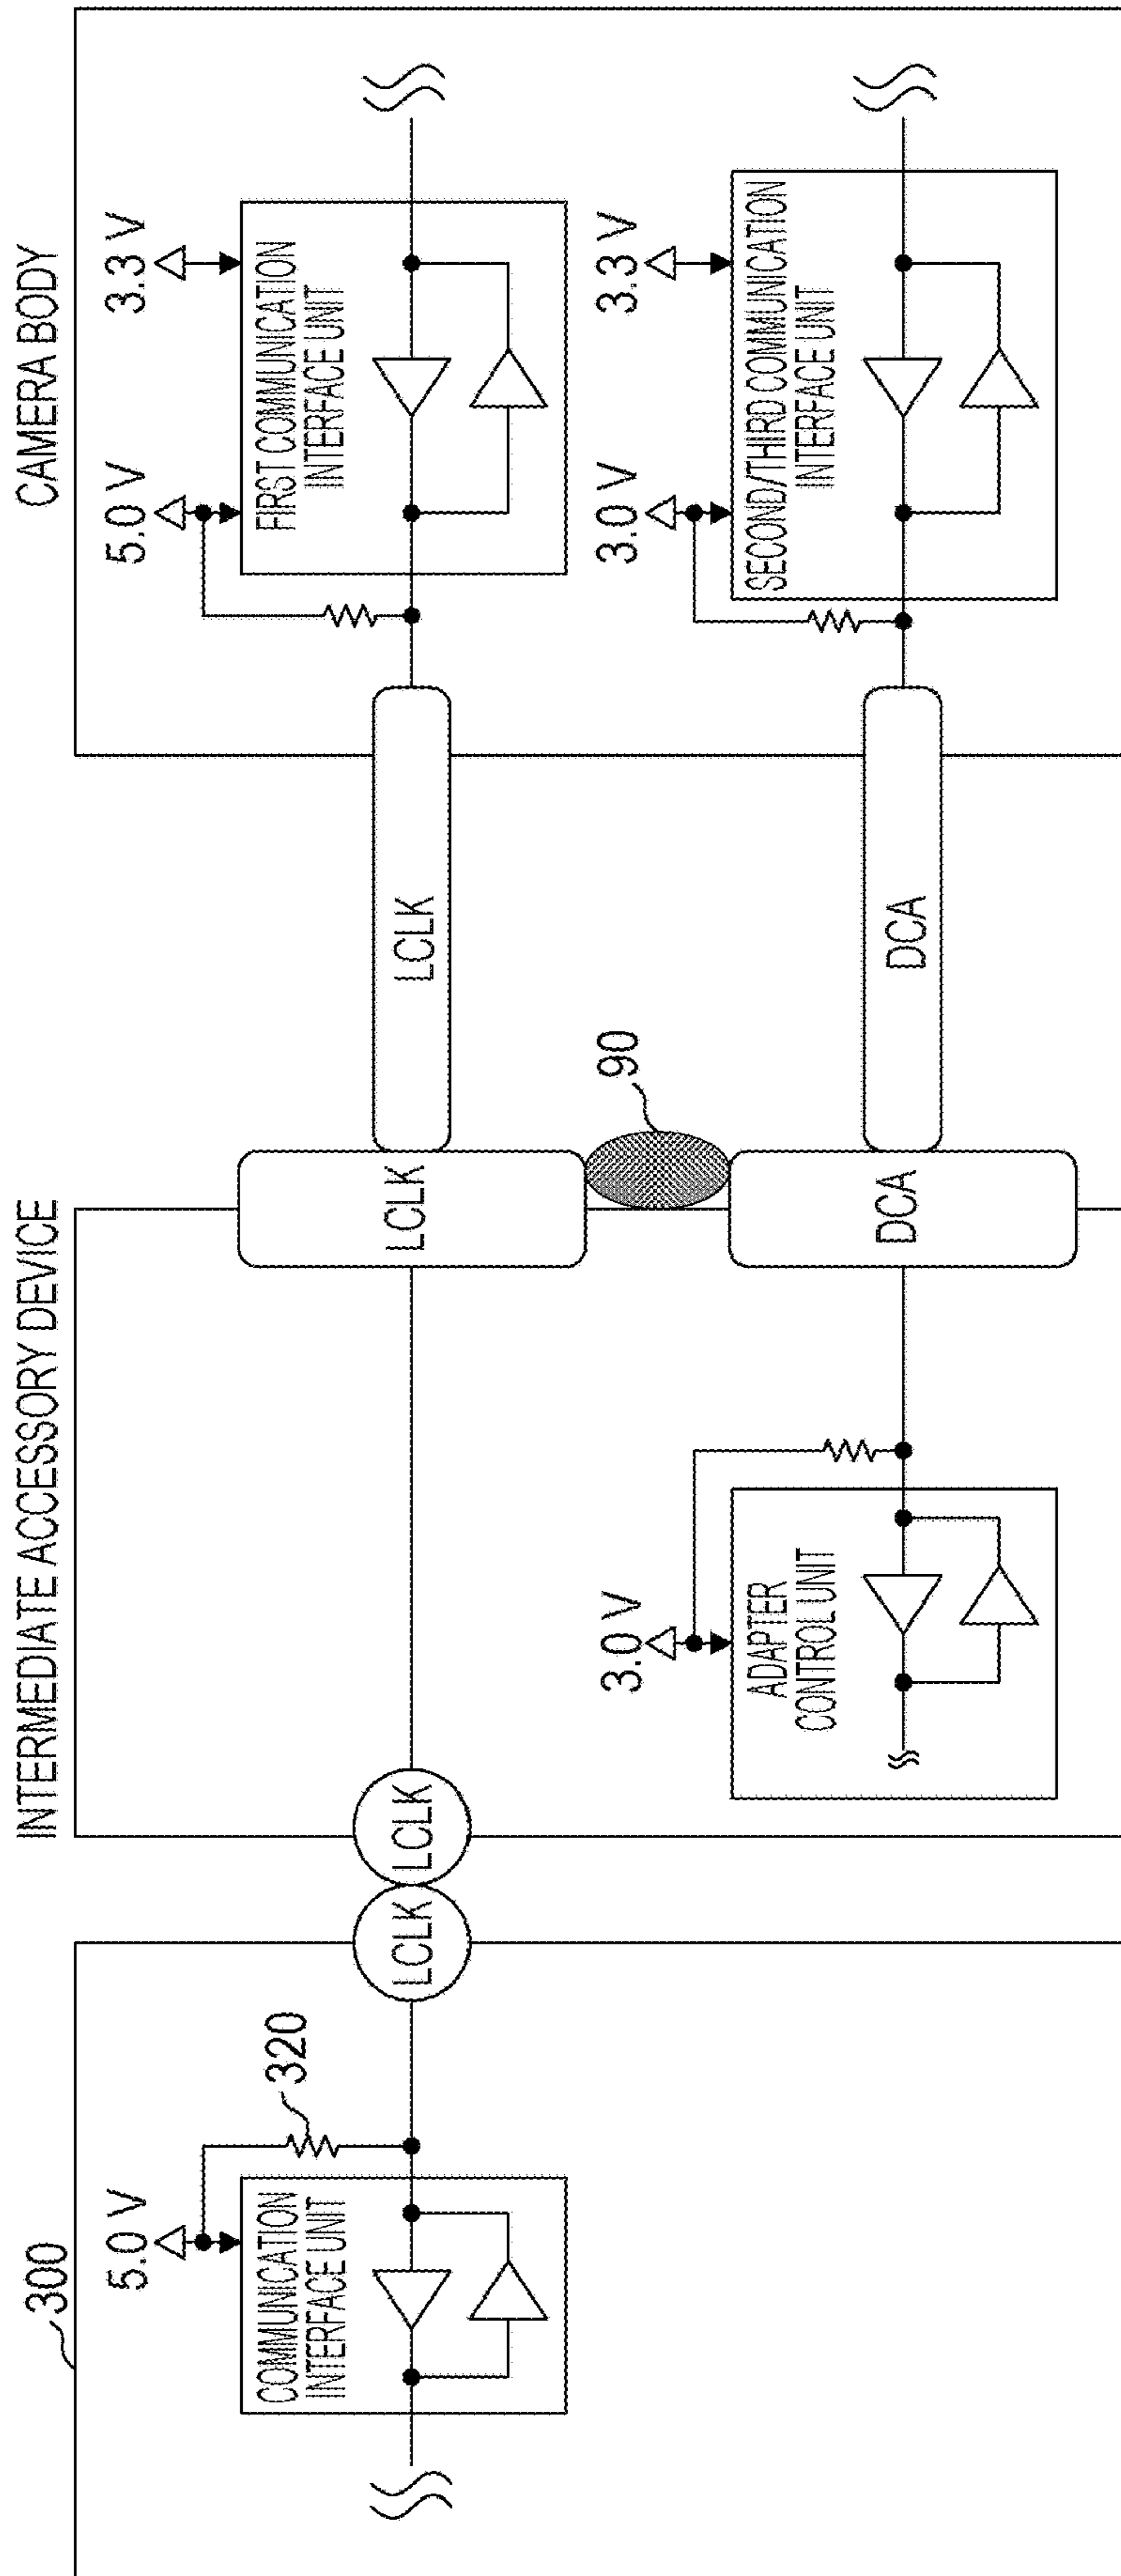 300
5.0 V
COMMUNICATION
INTERFACE UNIT
320
LCLK
INTERMEDIATE ACCESSORY DEVICE
LCLK
3.0 V
ADAPTER
CONTROL UNIT
LCLK
90
DCA
LCLK
DCA
CAMERA BODY
5.0 V
3.3 V
FIRST COMMUNICATION
INTERFACE UNIT
3.0 V
3.3 V
SECOND/THIRD COMMUNICATION
INTERFACE UNIT